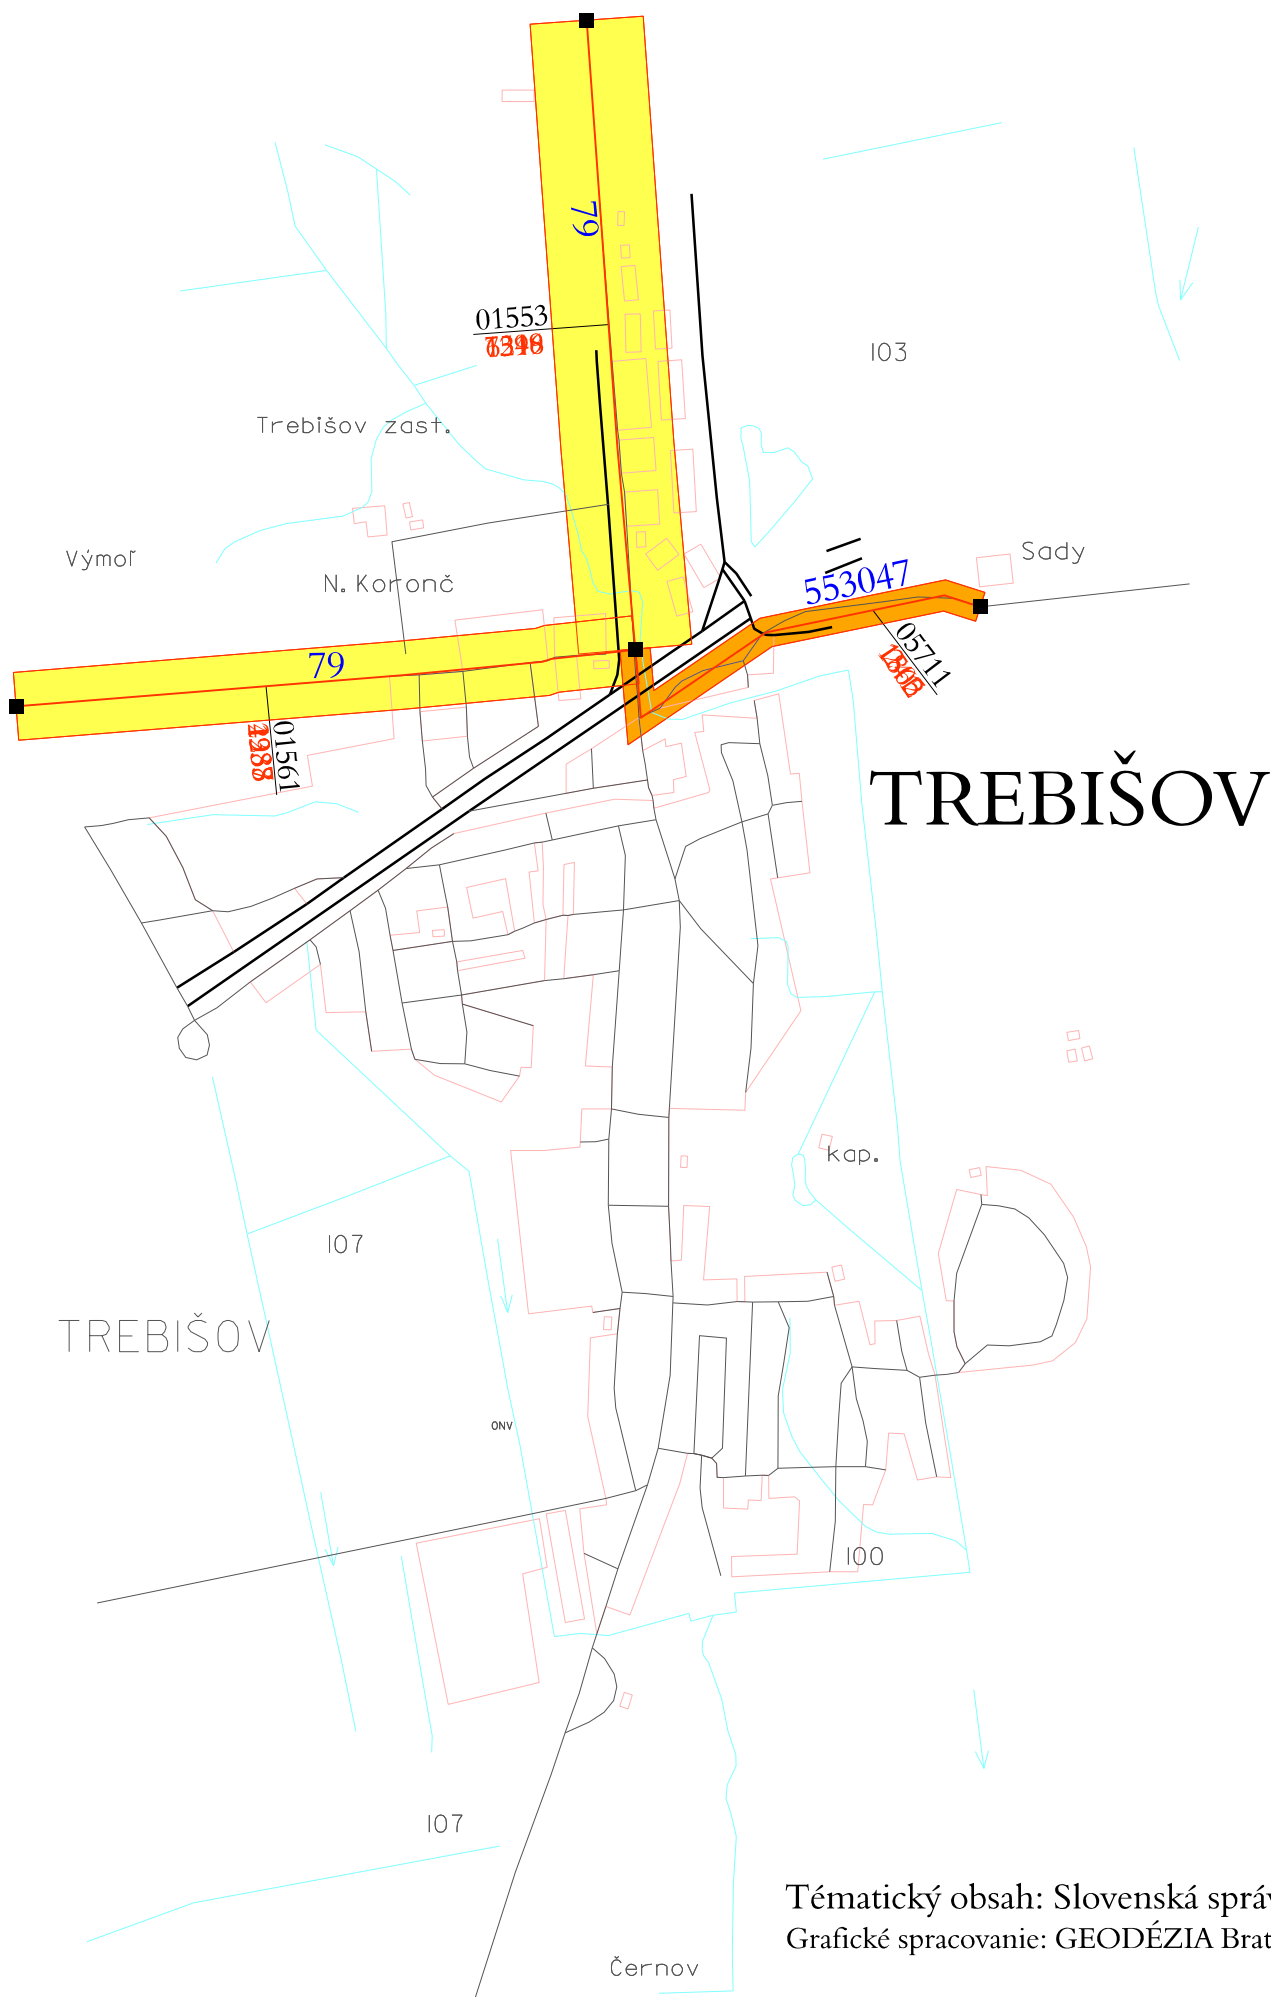 79
01553
103
Trebišov zast.
Výmoľ
N. Koronč
Sady
553047
05711
79
01561
TREBIŠOV
kap.
107
TREBIŠOV
ONV
100
107
Tématický obsah: Slovenská správ
Grafické spracovanie: GEODÉZIA Brat
Černov